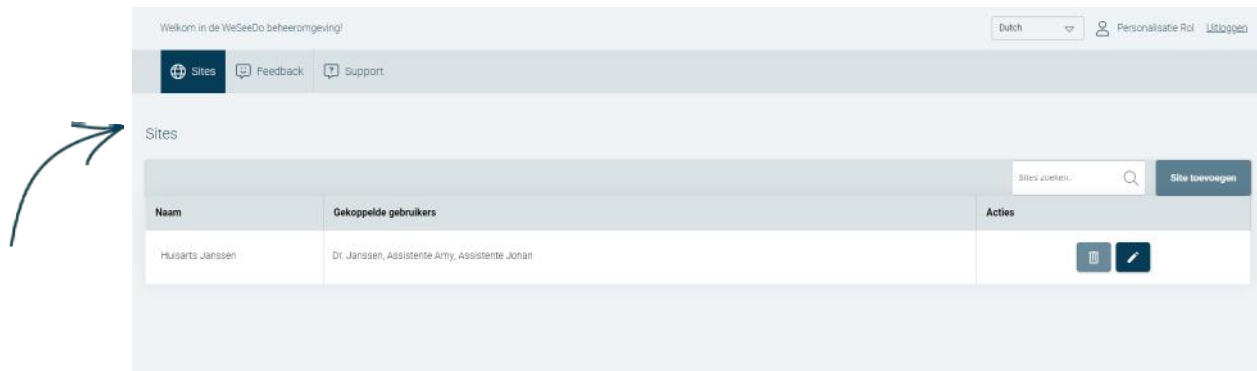 Welkom in de WeSeeDo beheeromgeving!
Dutch
Personalisatie Rol
Uitloggen
Sites
Feedback
Support
Sites
Sites zoeken..
Site toevoegen
Naam
Gekoppelde gebruikers
Acties
Huisarts Janssen
Dr. Janssen, Assistente Amy, Assistente Johan